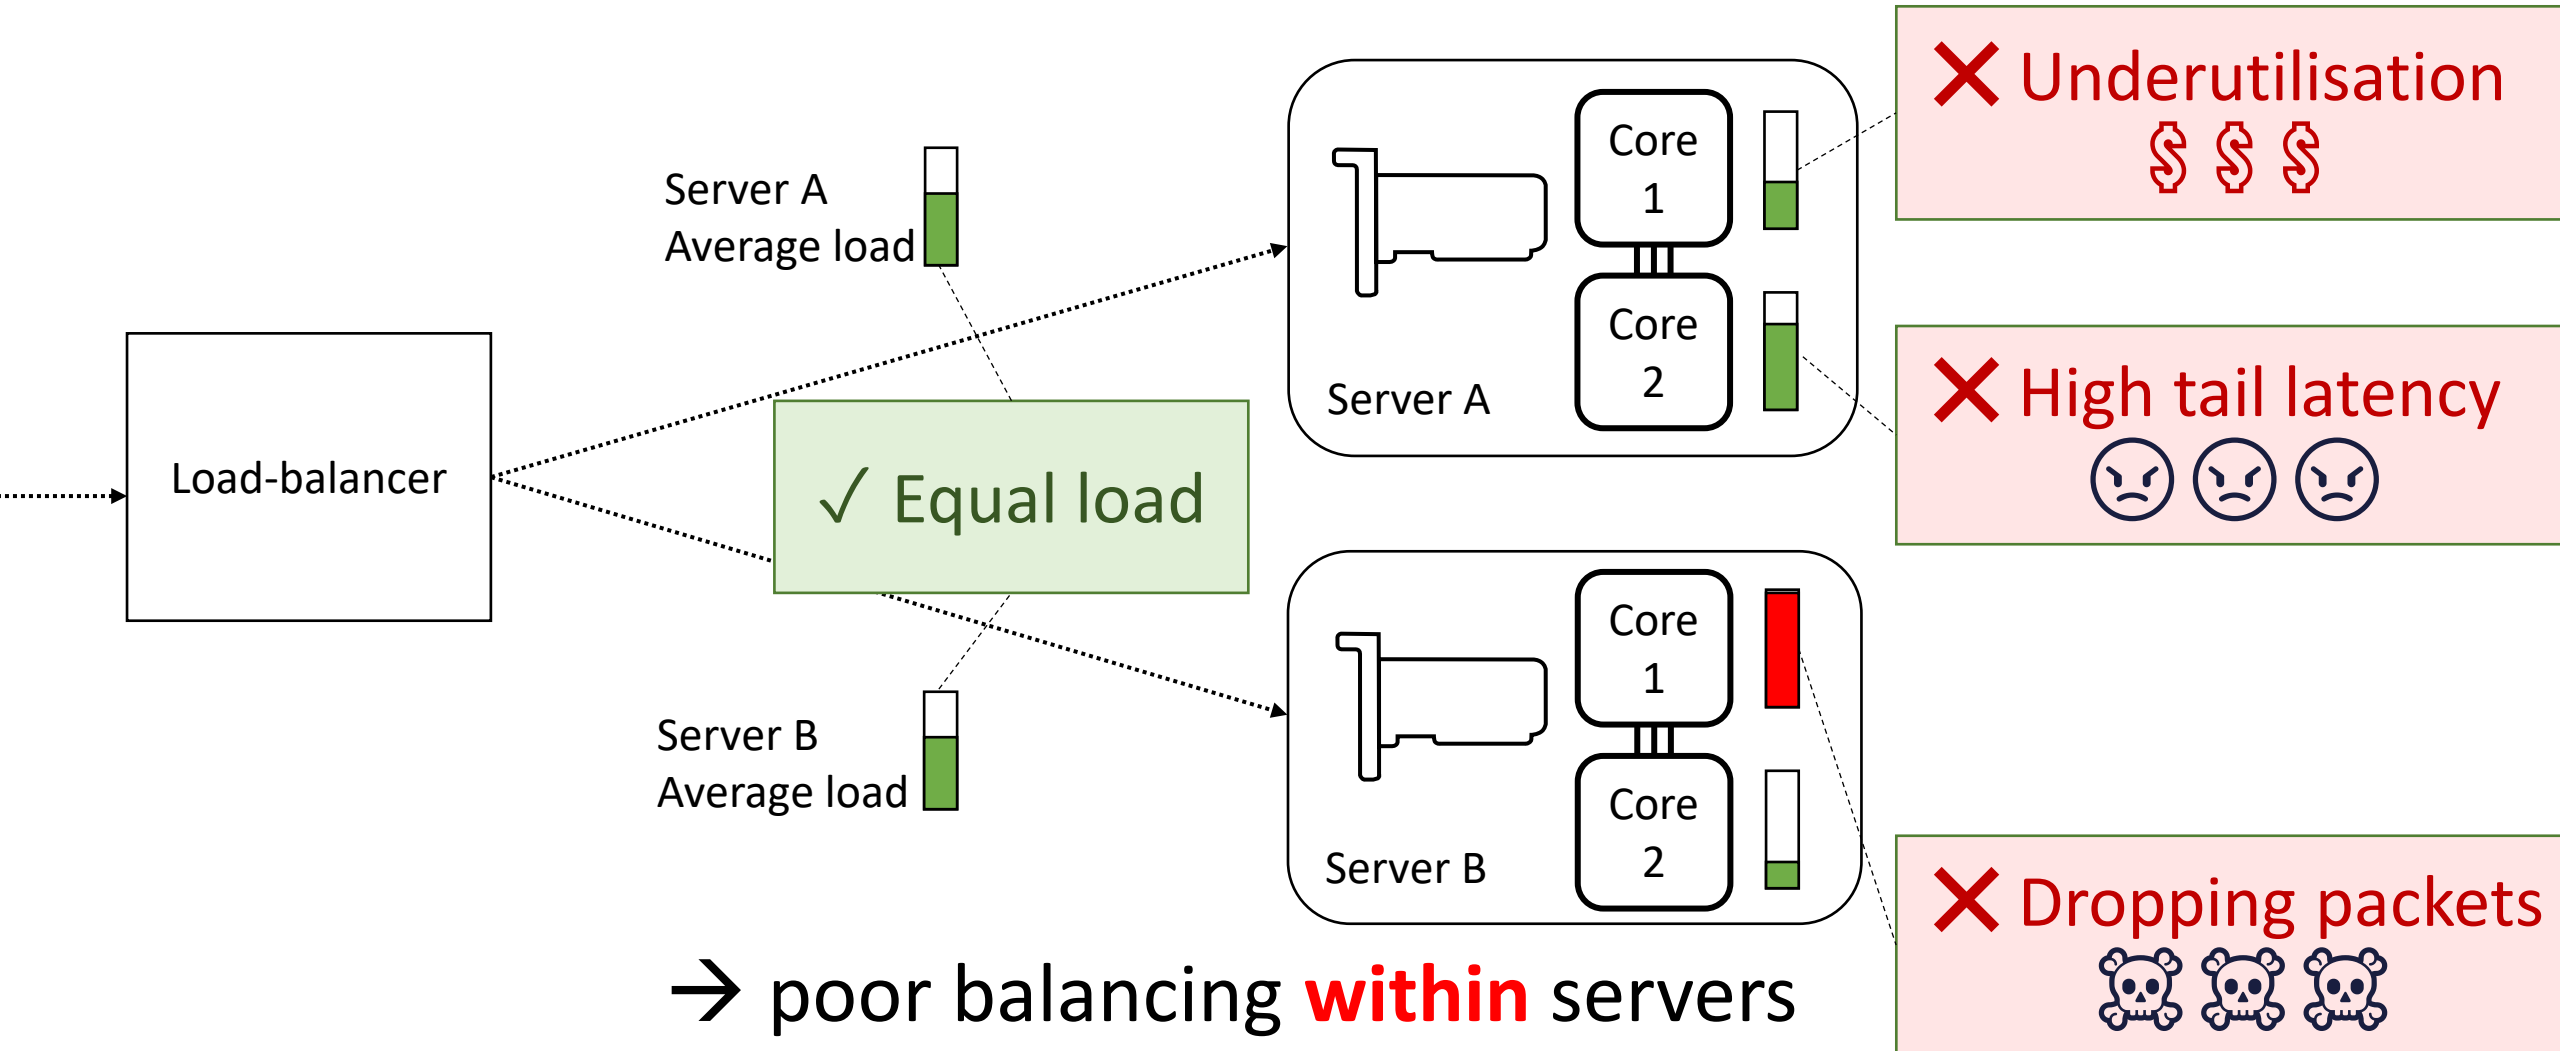 Load-balancer
Server A
Average load
✓ Equal load
Server B
Average load
Core
1
Core
2
Server A
Core
1
Core
2
Server B
❌ Underutilisation
$ $ $
❌ High tail latency
❌ Dropping packets
→ poor balancing within servers